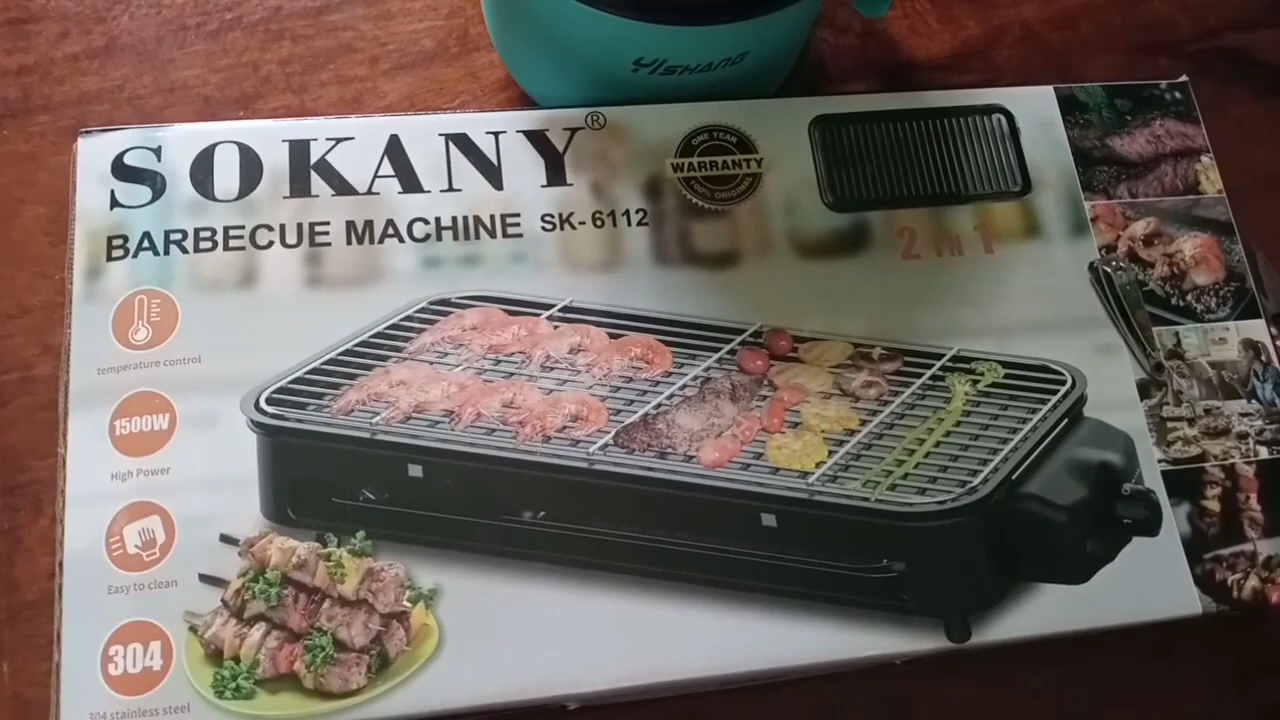 YISHANG
SOKANY®
BARBECUE MACHINE SK-6112
ONE YEAR
WARRANTY
100% ORIGINAL
2 IN 1
temperature control
1500W
High Power
Easy to clean
304
304 stainless steel